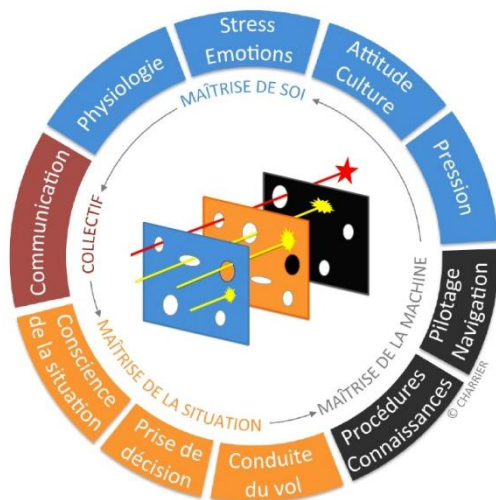 Stress
Emotions
Attitude
Culture
Pression
Pilotage
Navigation
Procédures
Connaissances
Conduite
du vol
Prise de
décision
Conscience
de la situation
Communication
Physiologie
MAÎTRISE DE SOI
COLLECTIF
MAÎTRISE DE LA SITUATION
MAÎTRISE DE LA MACHINE
© CHARRIER